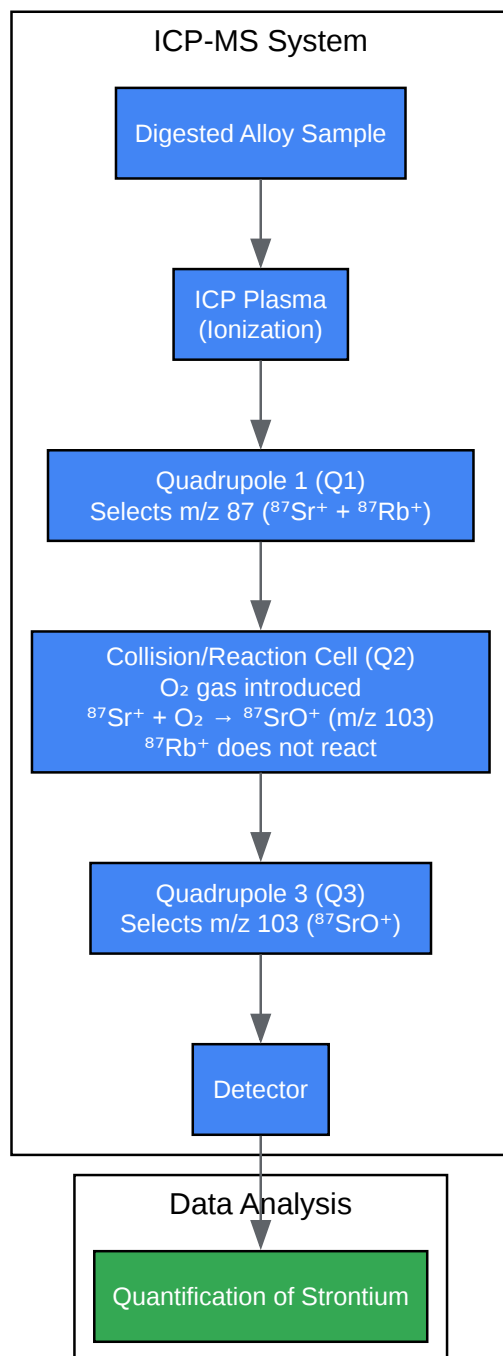 ICP-MS System
Digested Alloy Sample
ICP Plasma
(Ionization)
Quadrupole 1 (Q1)
Selects m/z 87 (⁸⁷Sr⁺ + ⁸⁷Rb⁺)
Collision/Reaction Cell (Q2)
O₂ gas introduced
⁸⁷Sr⁺ + O₂ → ⁸⁷SrO⁺ (m/z 103)
⁸⁷Rb⁺ does not react
Quadrupole 3 (Q3)
Selects m/z 103 (⁸⁷SrO⁺)
Detector
Data Analysis
Quantification of Strontium